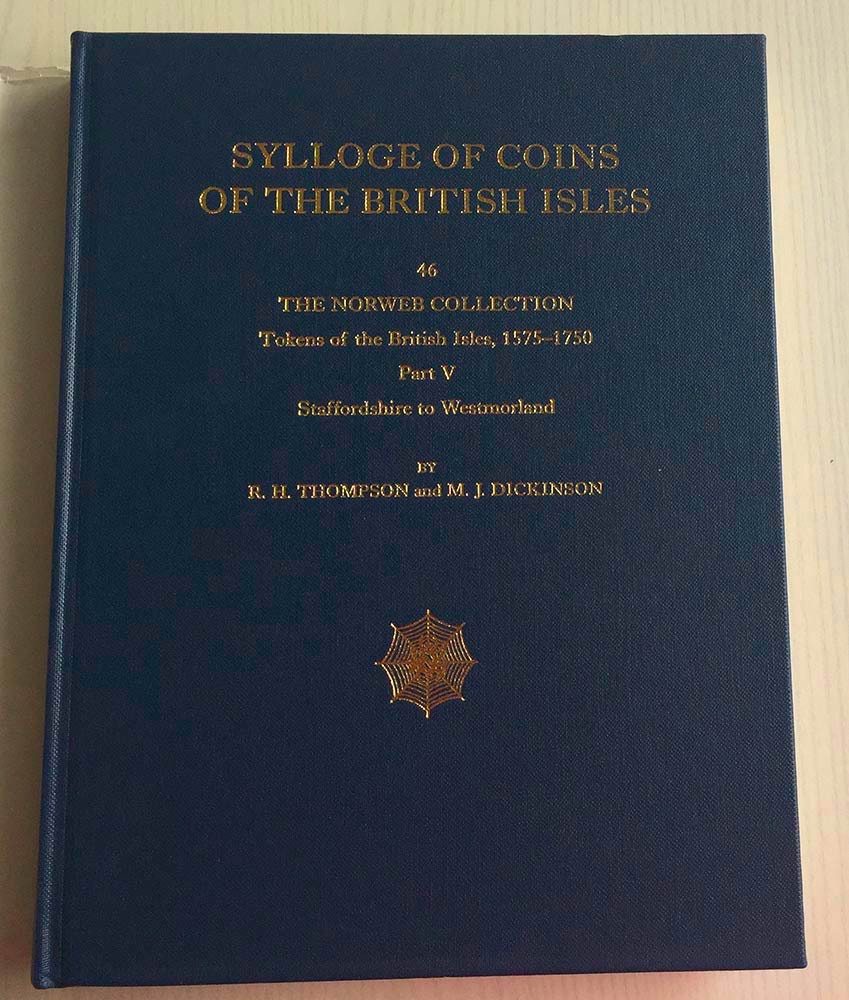 SYLLOGE OF COINS
OF THE BRITISH ISLES
46
THE NORWEB COLLECTION
Tokens of the British Isles, 1575–1750
Part V
Staffordshire to Westmorland
BY
R. H. THOMPSON and M. J. DICKINSON